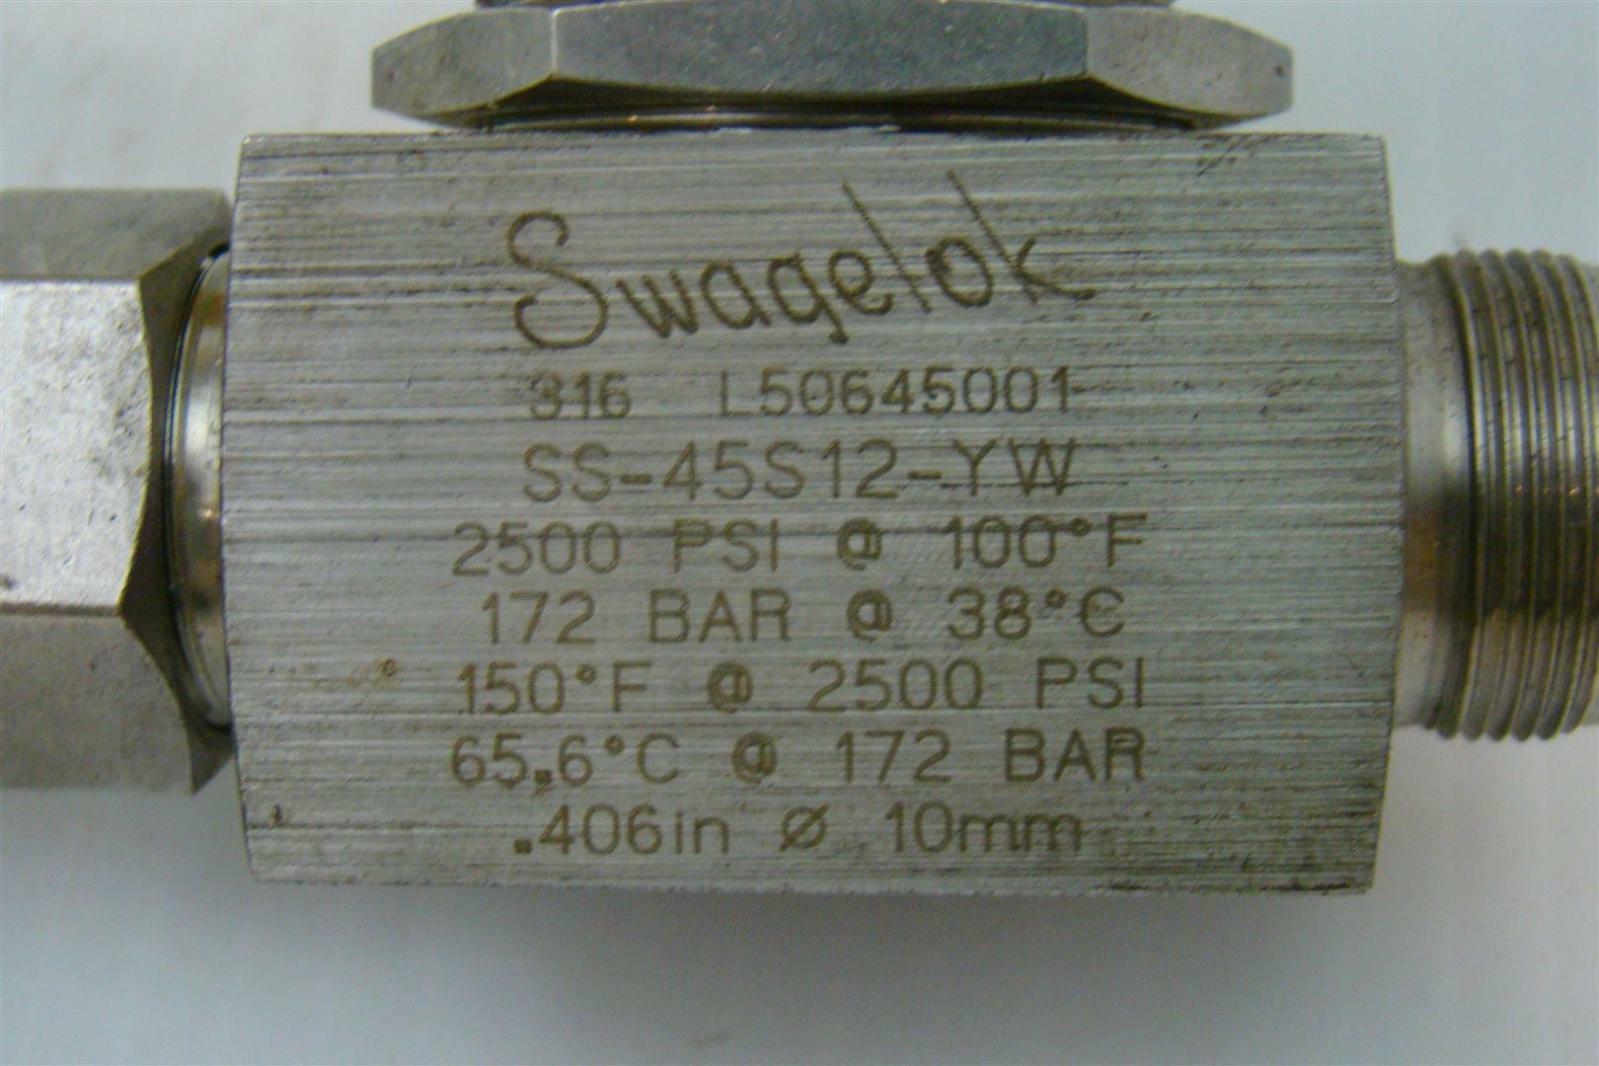 Swagelok
316 L50645001
SS-45S12-YW
2500 PSI @ 100°F
172 BAR @ 38°C
150°F @ 2500 PSI
65.6°C @ 172 BAR
.406in Ø 10mm